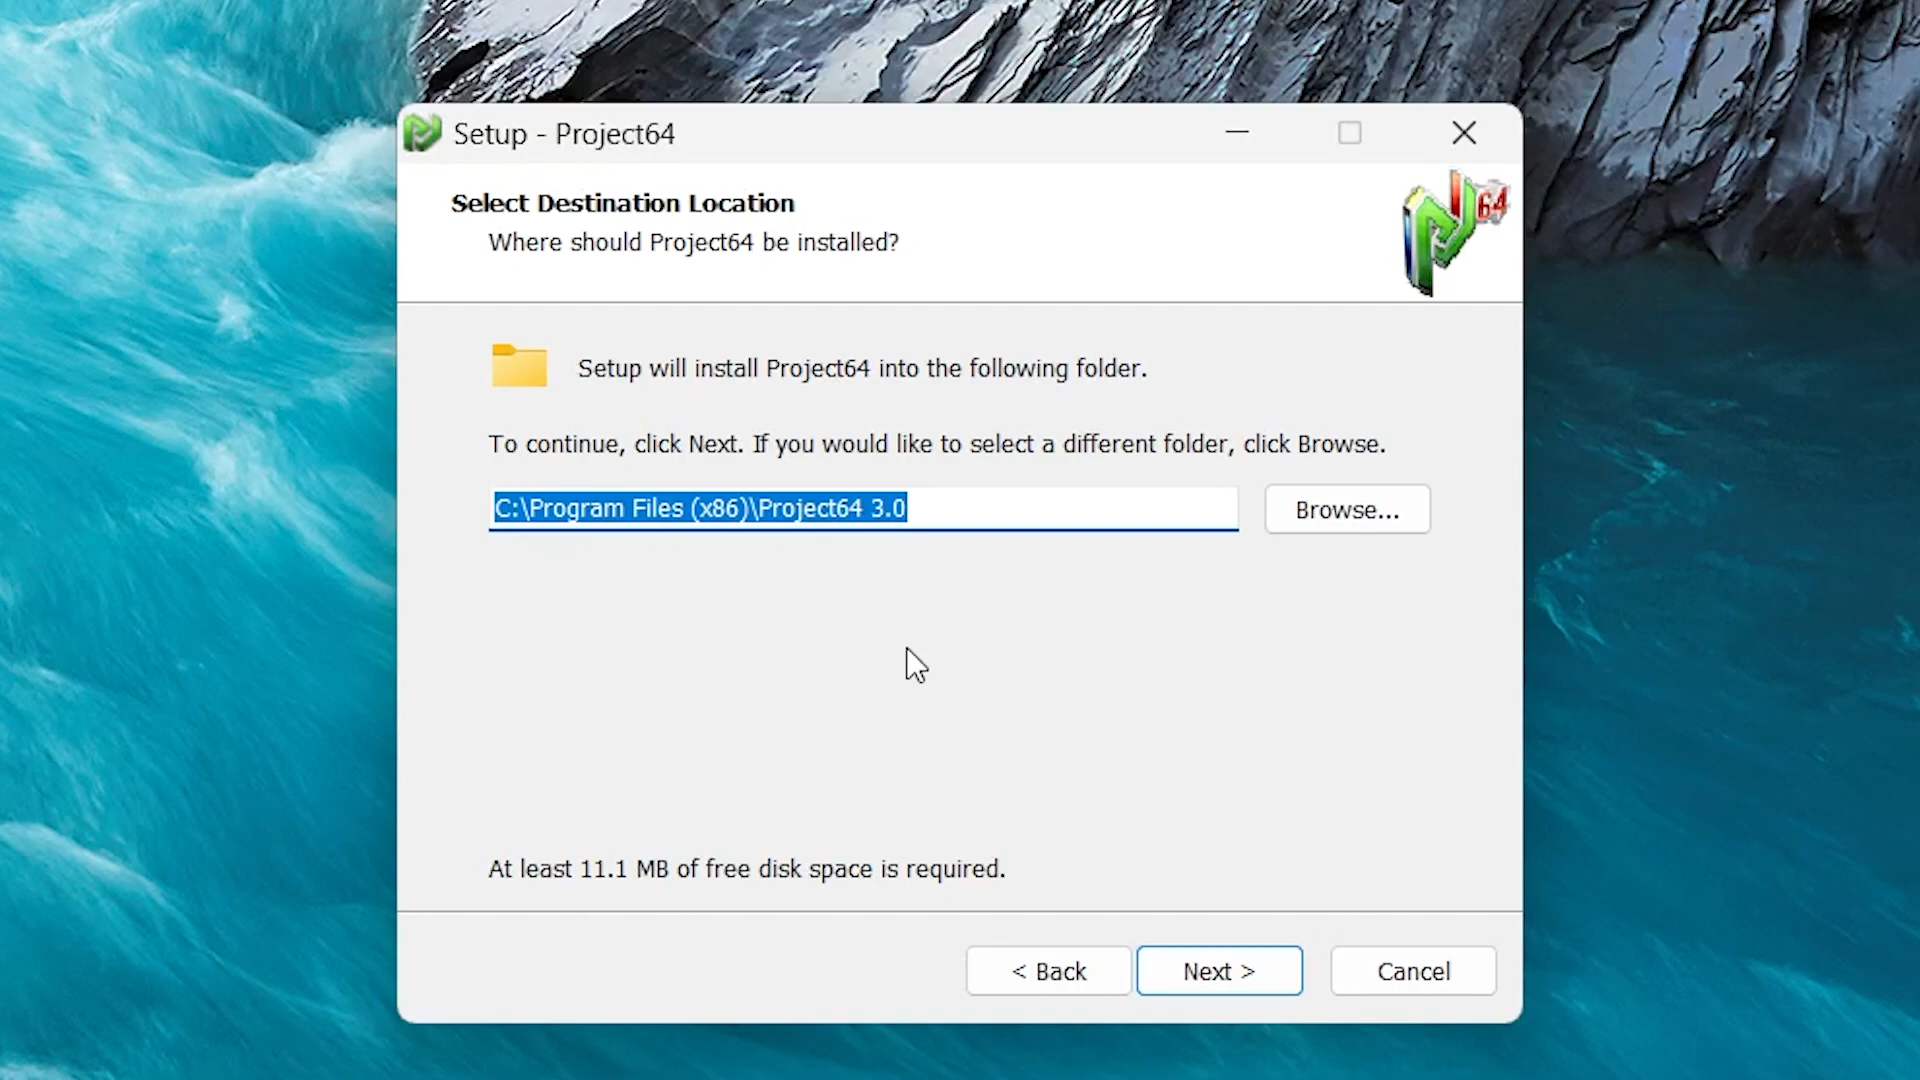 Setup - Project64
Select Destination Location
Where should Project64 be installed?
64
Setup will install Project64 into the following folder.
To continue, click Next. If you would like to select a different folder, click Browse.
C:\Program Files (x86)\Project64 3.0
Browse...
At least 11.1 MB of free disk space is required.
< Back
Next >
Cancel